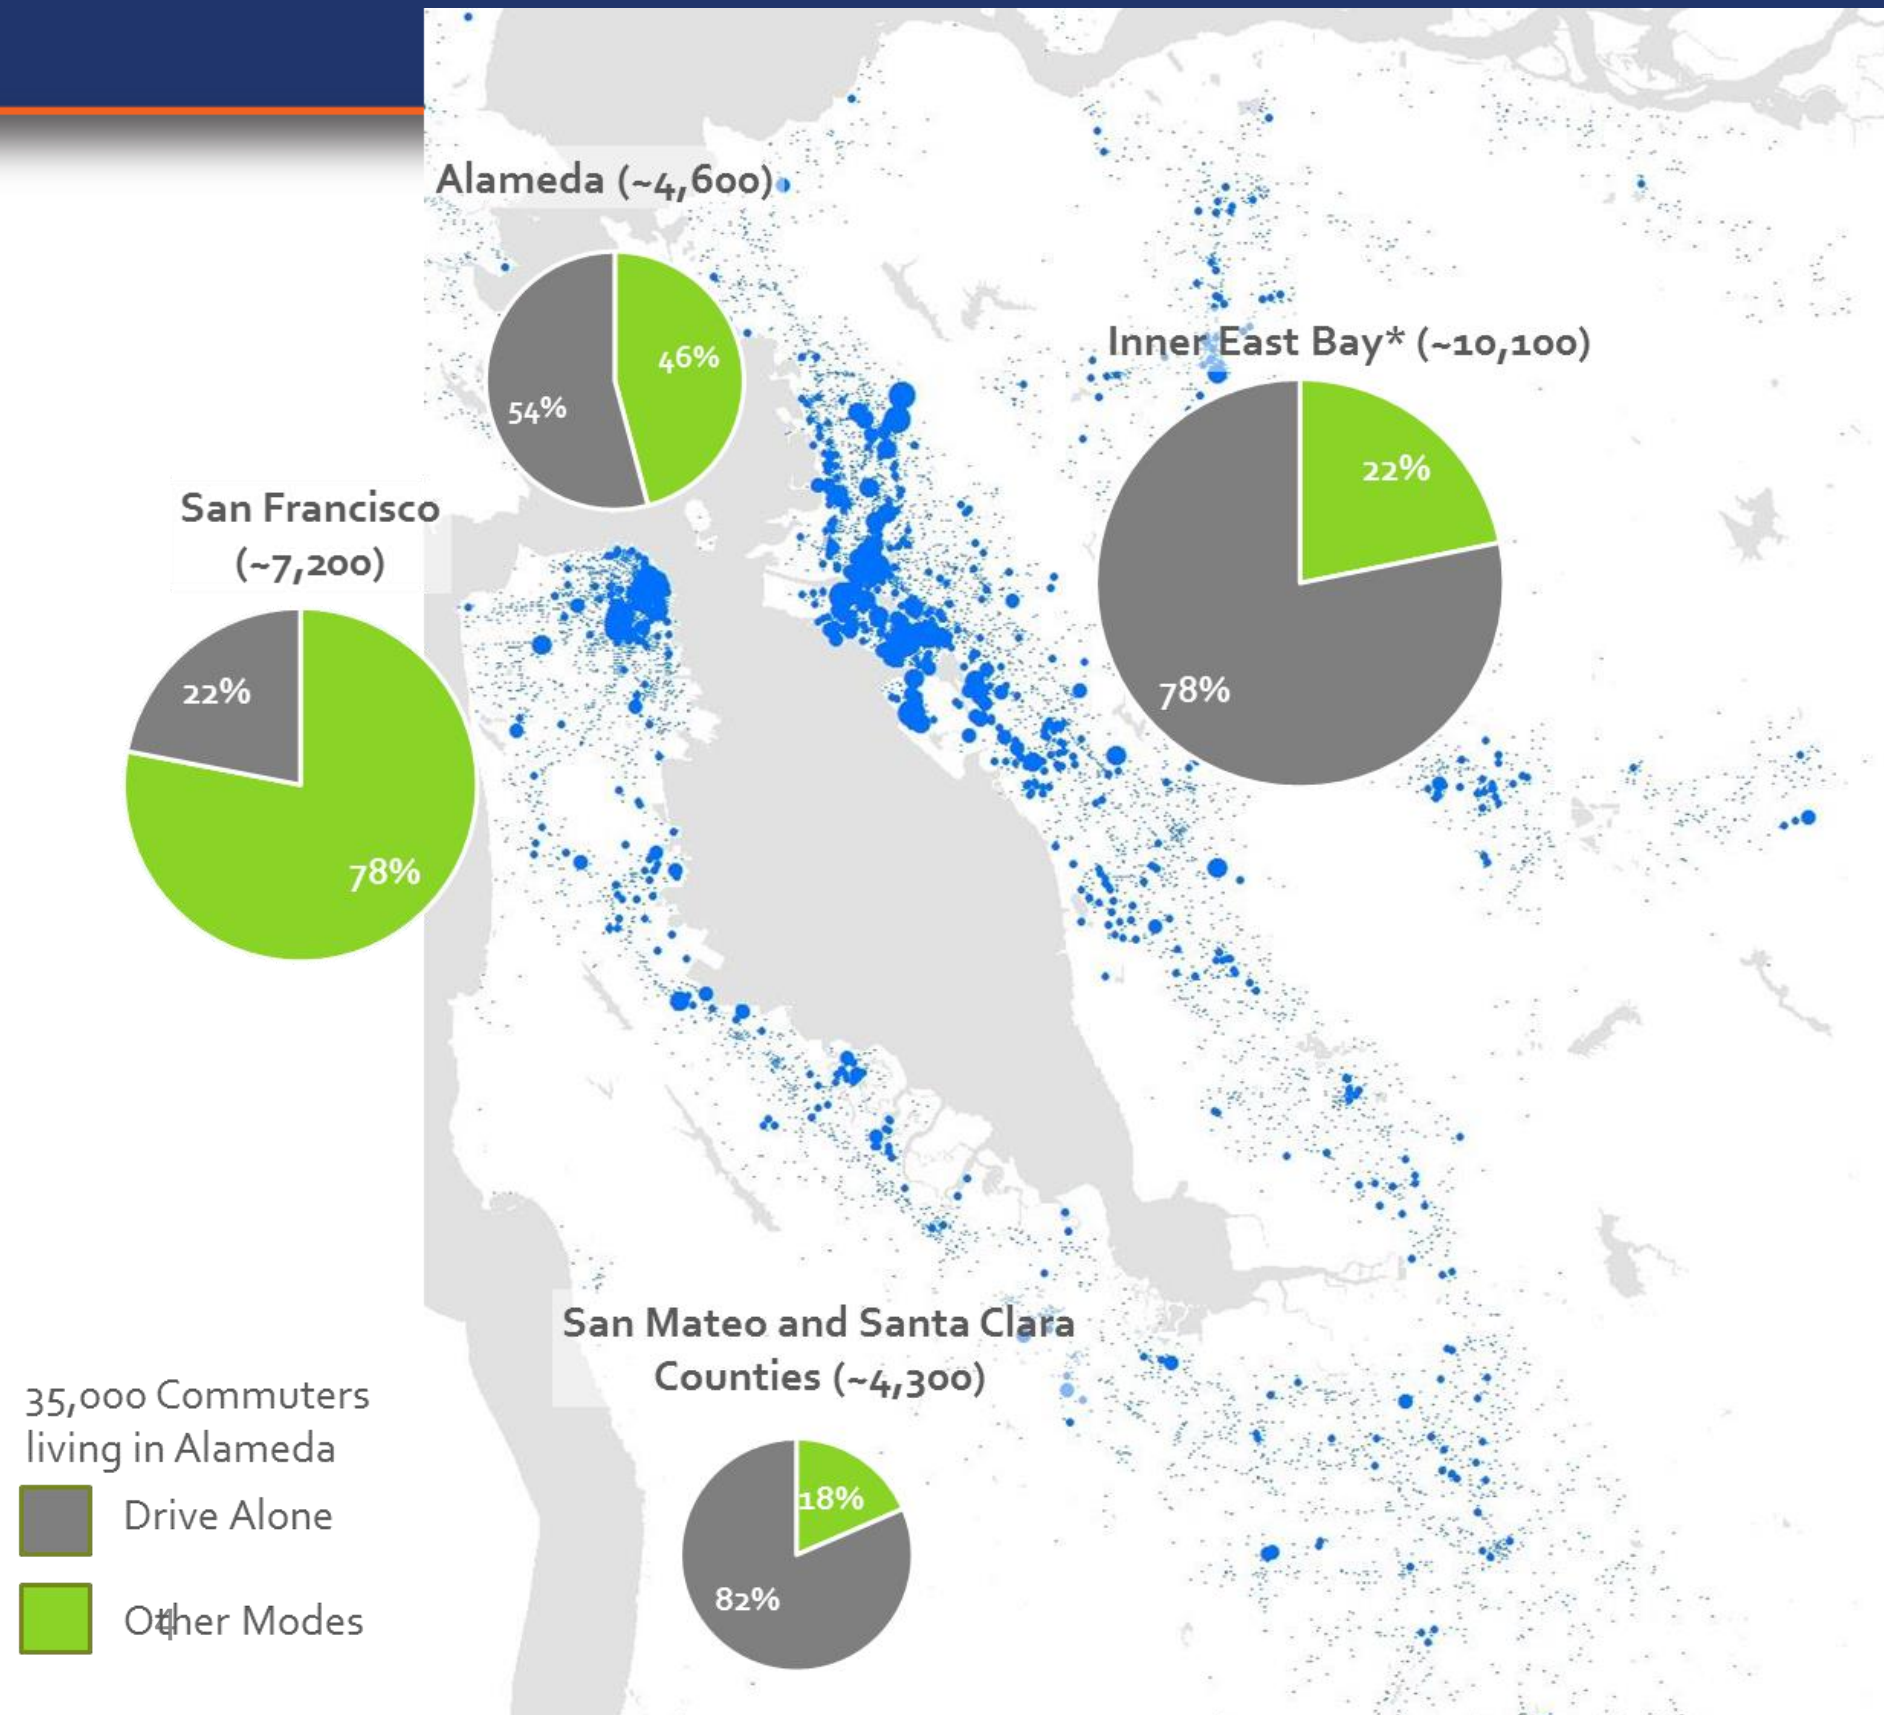 Alameda (~4,600)
46%
54%
Inner East Bay* (~10,100)
22%
78%
San Francisco
(~7,200)
22%
78%
San Mateo and Santa Clara
Counties (~4,300)
18%
82%
35,000 Commuters
living in Alameda
Drive Alone
Other Modes
4